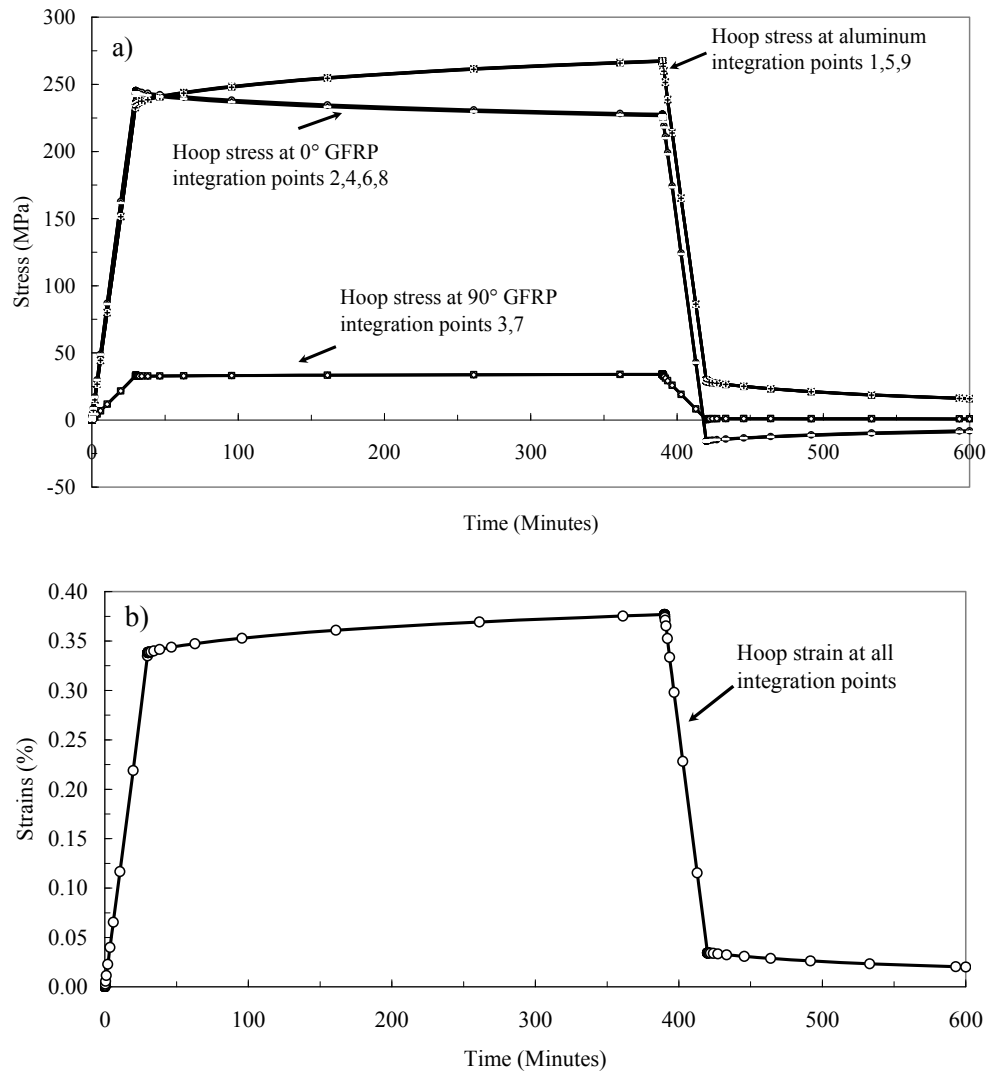 a)
Hoop stress at aluminum
integration points 1,5,9
Hoop stress at 0° GFRP
integration points 2,4,6,8
Hoop stress at 90° GFRP
integration points 3,7
Stress (MPa)
300
250
200
150
100
50
0
-50
0
100
200
300
400
500
600
Time (Minutes)
b)
Hoop strain at all
integration points
Strains (%)
0.40
0.35
0.30
0.25
0.20
0.15
0.10
0.05
0.00
0
100
200
300
400
500
600
Time (Minutes)